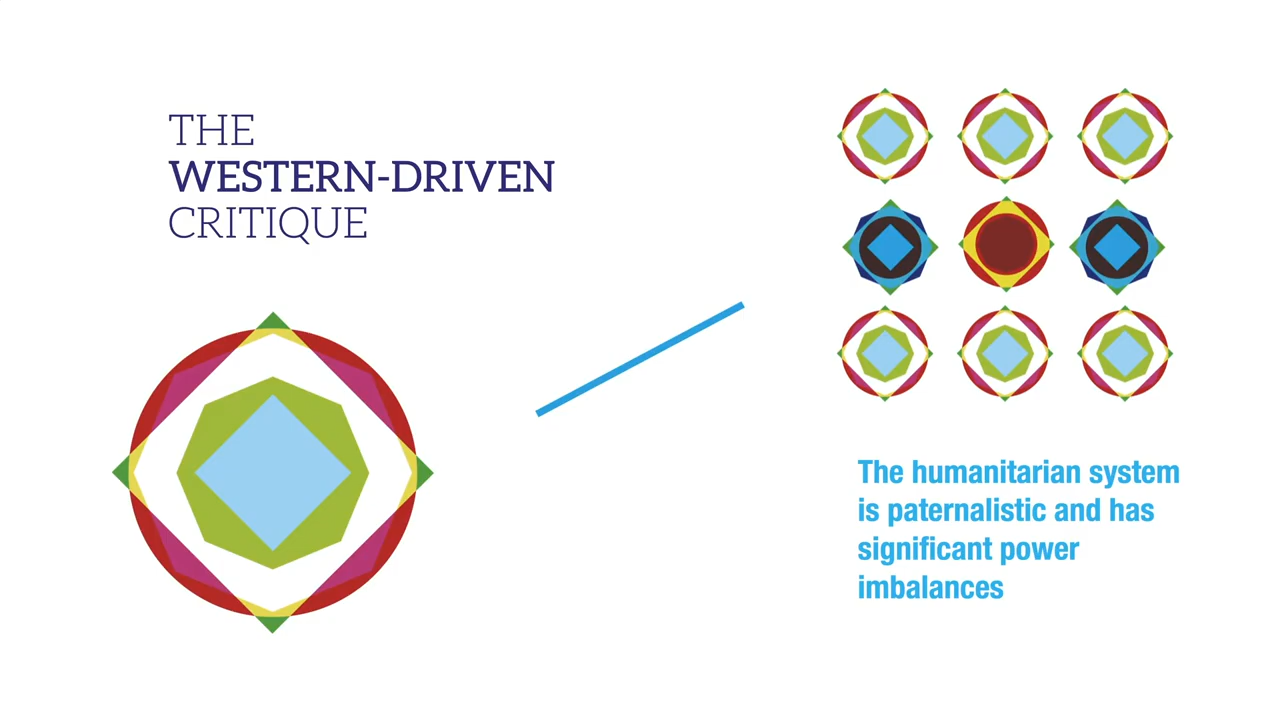 THE
WESTERN-DRIVEN
CRITIQUE
The humanitarian system
is paternalistic and has
significant power
imbalances